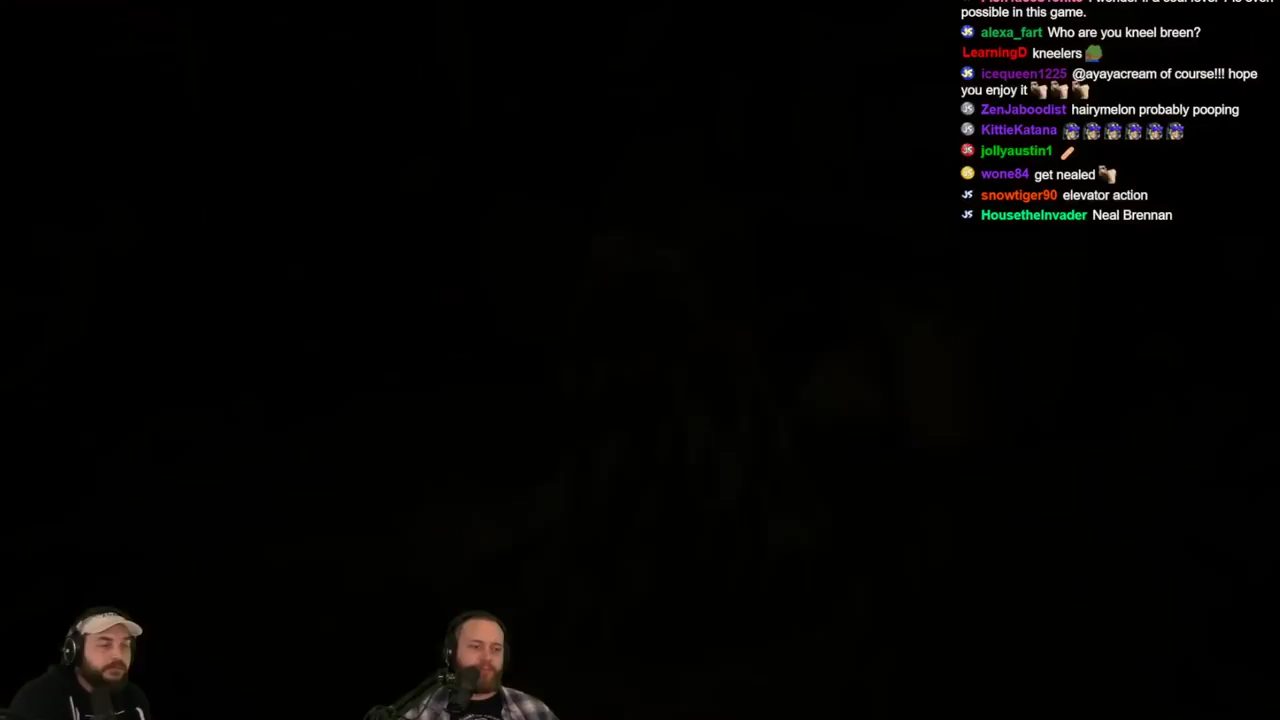 possible in this game.
alexa_fart Who are you kneel breen?
LearningD kneelers
icequeen1225 @ayayacream of course!!! hope
you enjoy it
ZenJaboodist hairymelon probably pooping
KittieKatana
jollyaustin1
wone84 get nealed
snowtiger90 elevator action
HousetheInvader Neal Brennan